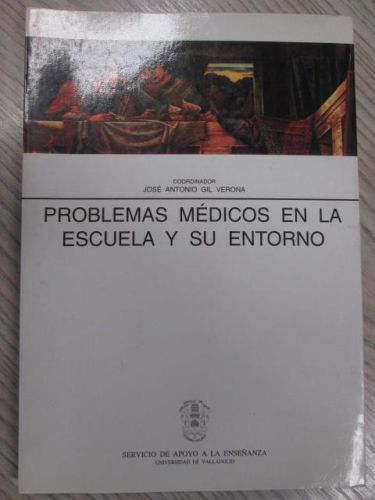 COORDINADOR
JOSÉ ANTONIO GIL VERONA
PROBLEMAS MÉDICOS EN LA
ESCUELA Y SU ENTORNO
SERVICIO DE APOYO A LA ENSEÑANZA
UNIVERSIDAD DE VALLADOLID